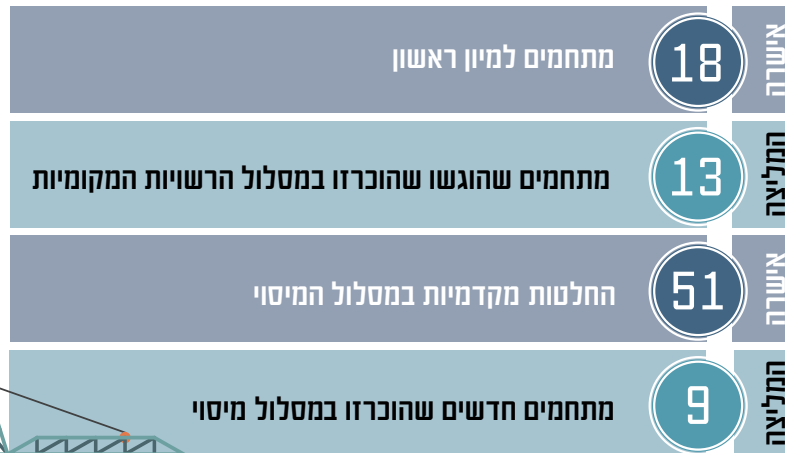 אישרה
18
מתחמים למיון ראשון
המליצה
13
מתחמים שהוגשו שהוכרזו במסלול הרשויות המקומיות
אישרה
51
החלטות מקדמיות במסלול המיסוי
המליצה
9
מתחמים חדשים שהוכרזו במסלול מיסוי